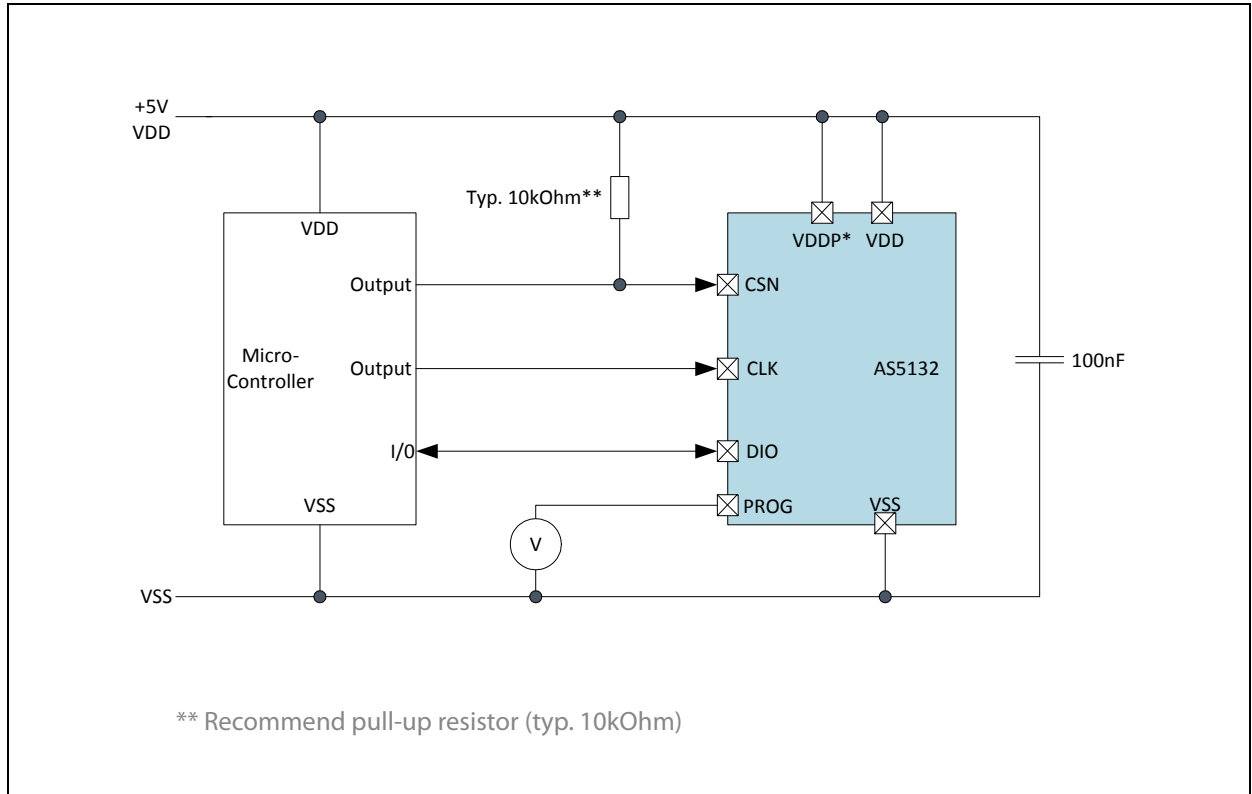 +5V
VDD
Typ. 10kOhm**
VDD
VDDP* VDD
Output
CSN
Micro-
Controller
Output
CLK
AS5132
100nF
I/0
DIO
VSS
PROG
VSS
V
VSS
** Recommend pull-up resistor (typ. 10kOhm)